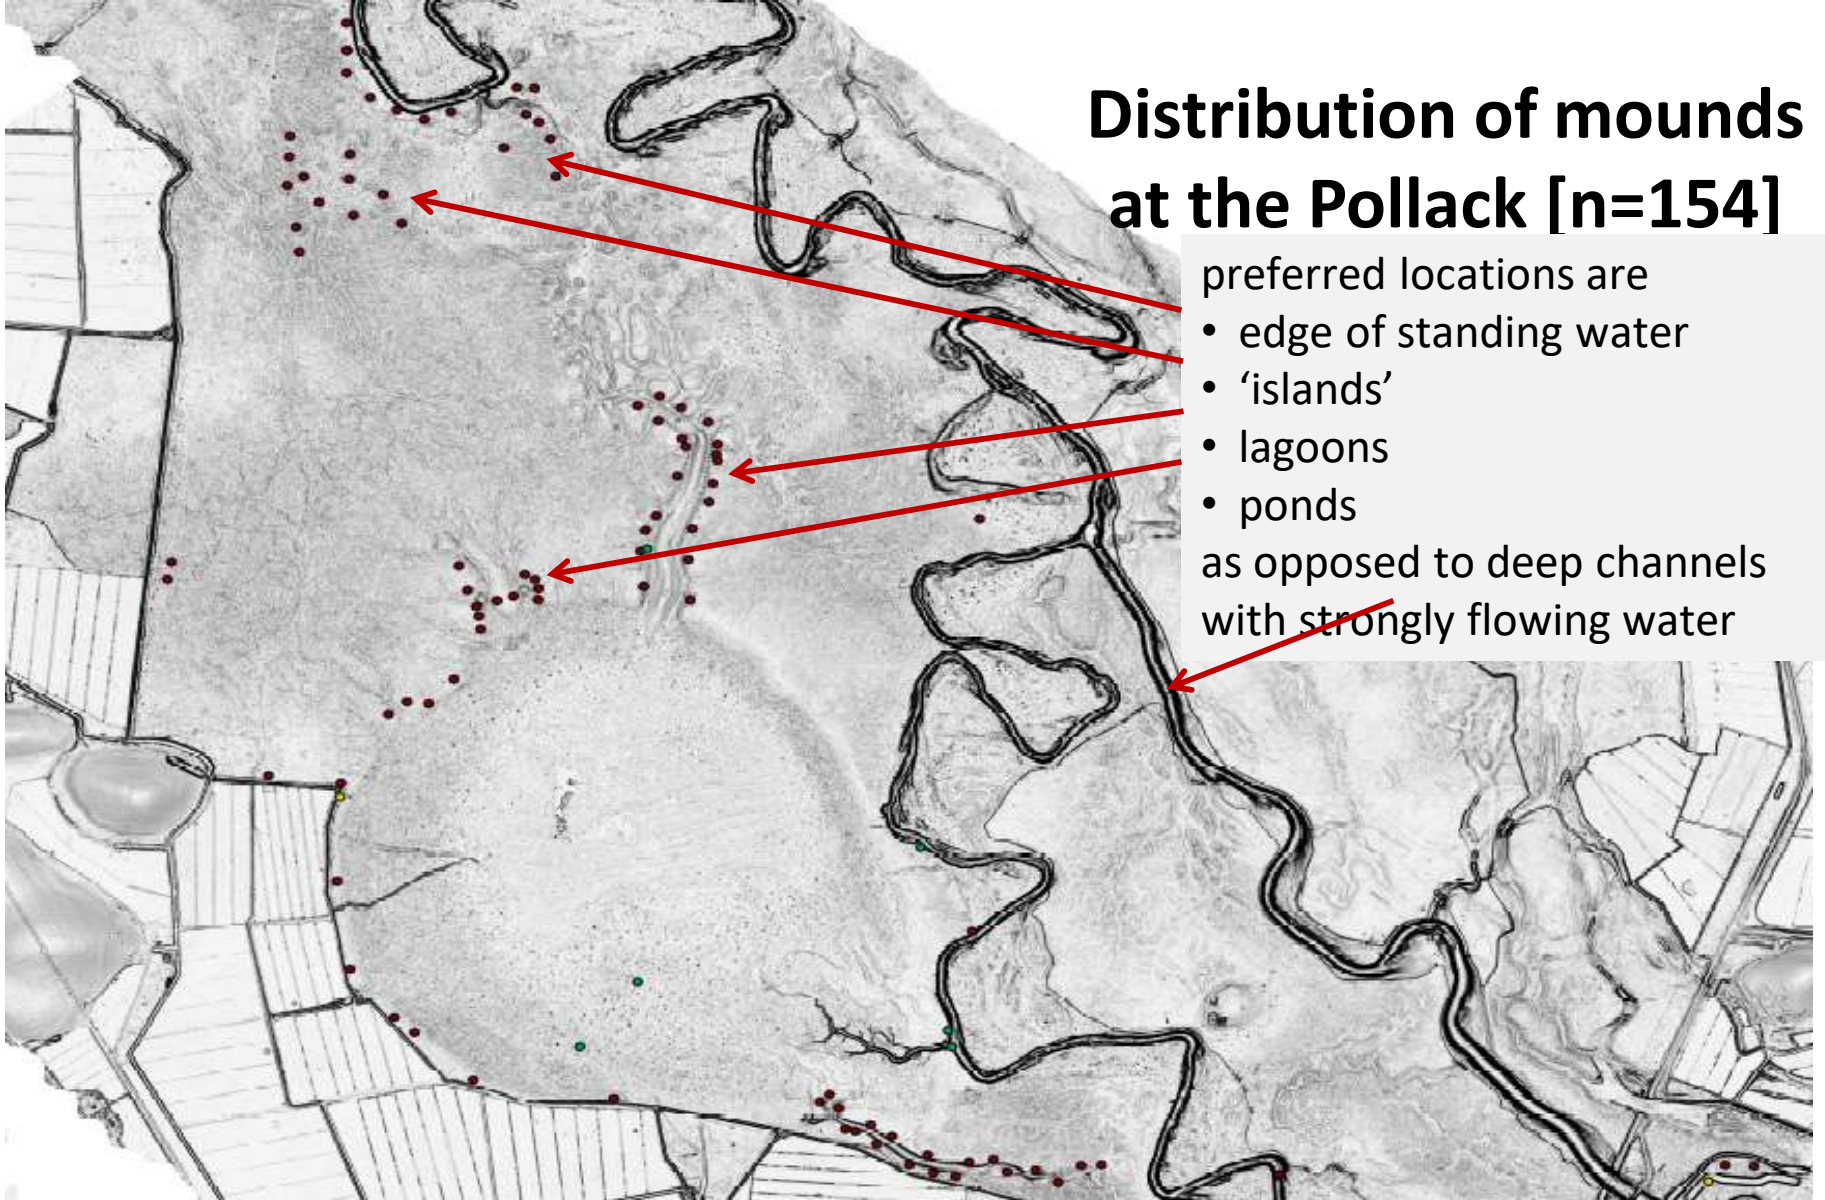 Distribution of mounds
at the Pollack [n=154]
preferred locations are
• edge of standing water
• ‘islands’
• lagoons
• ponds
as opposed to deep channels
with strongly flowing water